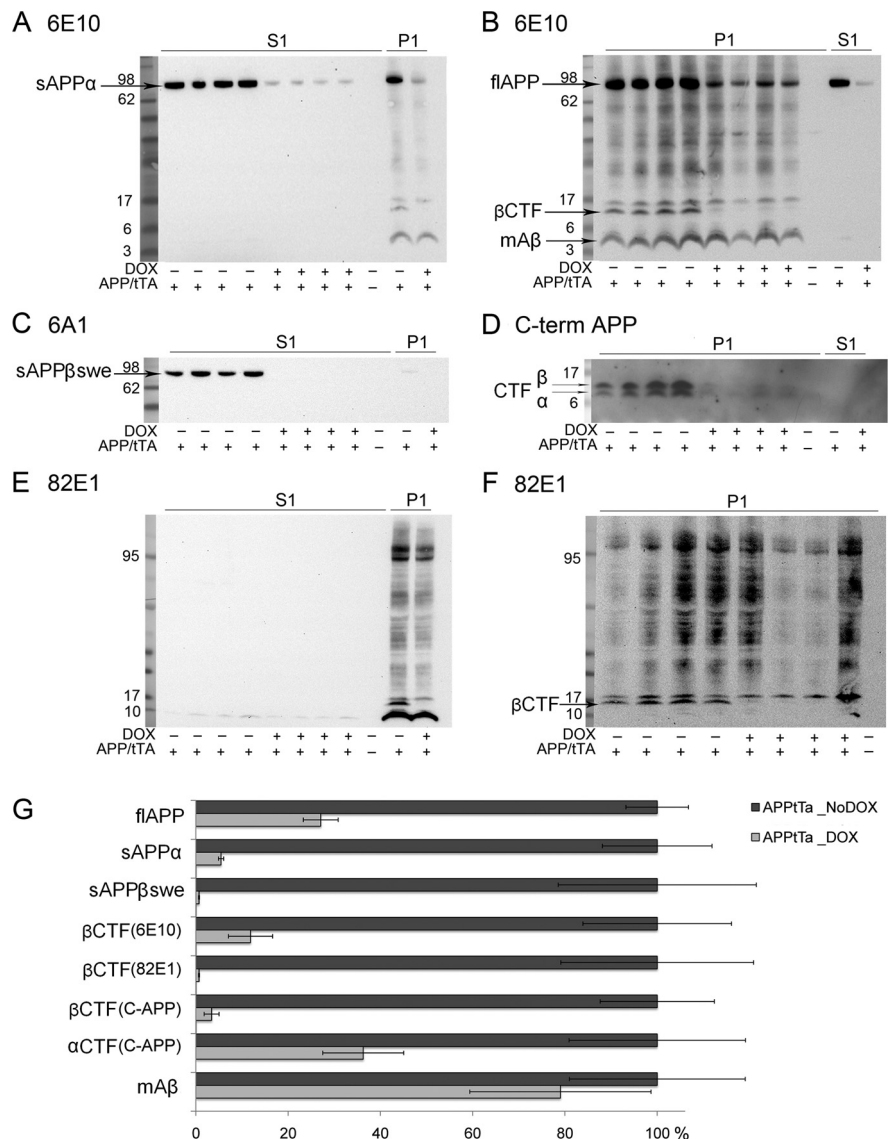 A 6E10
S1 P1
sAPPα
98
62
17
6
3
DOX – – – – + + + + – – +
APP/tTA + + + + + + + + – + +
B 6E10
P1 S1
flAPP
98
62
17
βCTF
6
mAβ
3
DOX – – – – + + + + – – +
APP/tTA + + + + + + + + – + +
C 6A1
S1 P1
sAPPβswe
98
62
DOX – – – – + + + + – – +
APP/tTA + + + + + + + + – + +
D C-term APP
P1 S1
17
CTF β
α
6
DOX – – – – + + + + – – +
APP/tTA + + + + + + + + – + +
E 82E1
S1 P1
95
17
10
DOX – – – – + + + + – – +
APP/tTA + + + + + + + + – + +
F 82E1
P1
95
17
βCTF
10
DOX – – – – + + + + –
APP/tTA + + + + + + + + –
G
flAPP
sAPPα
sAPPβswe
βCTF(6E10)
βCTF(82E1)
βCTF(C-APP)
αCTF(C-APP)
mAβ
0 20 40 60 80 100 %
APPtTa _NoDOX
APPtTa _DOX